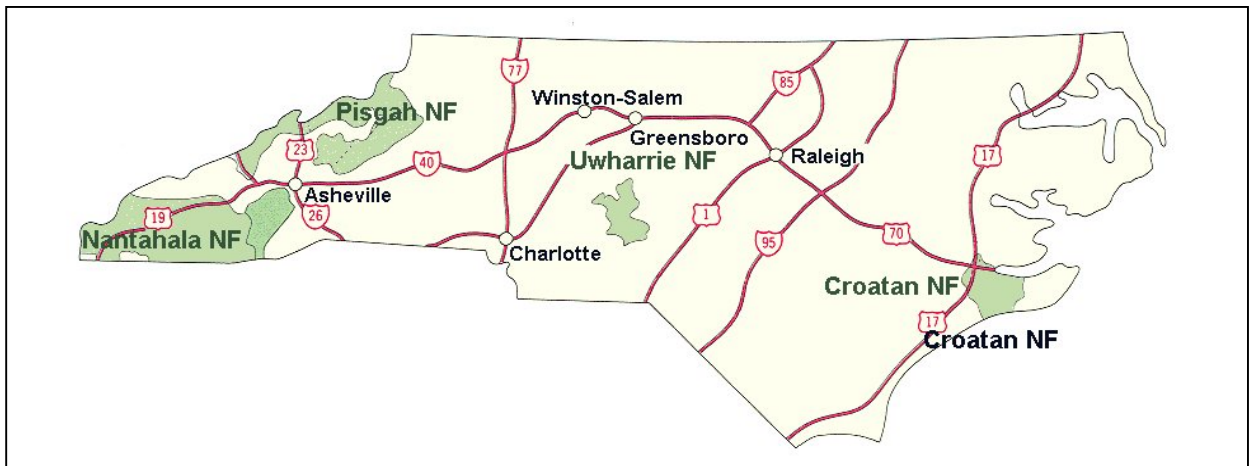 77
85
Winston-Salem
Pisgah NF
Greensboro
23
17
Raleigh
40
Uwharrie NF
Asheville
19
26
1
Nantahala NF
95
70
Charlotte
Croatan NF
17
Croatan NF